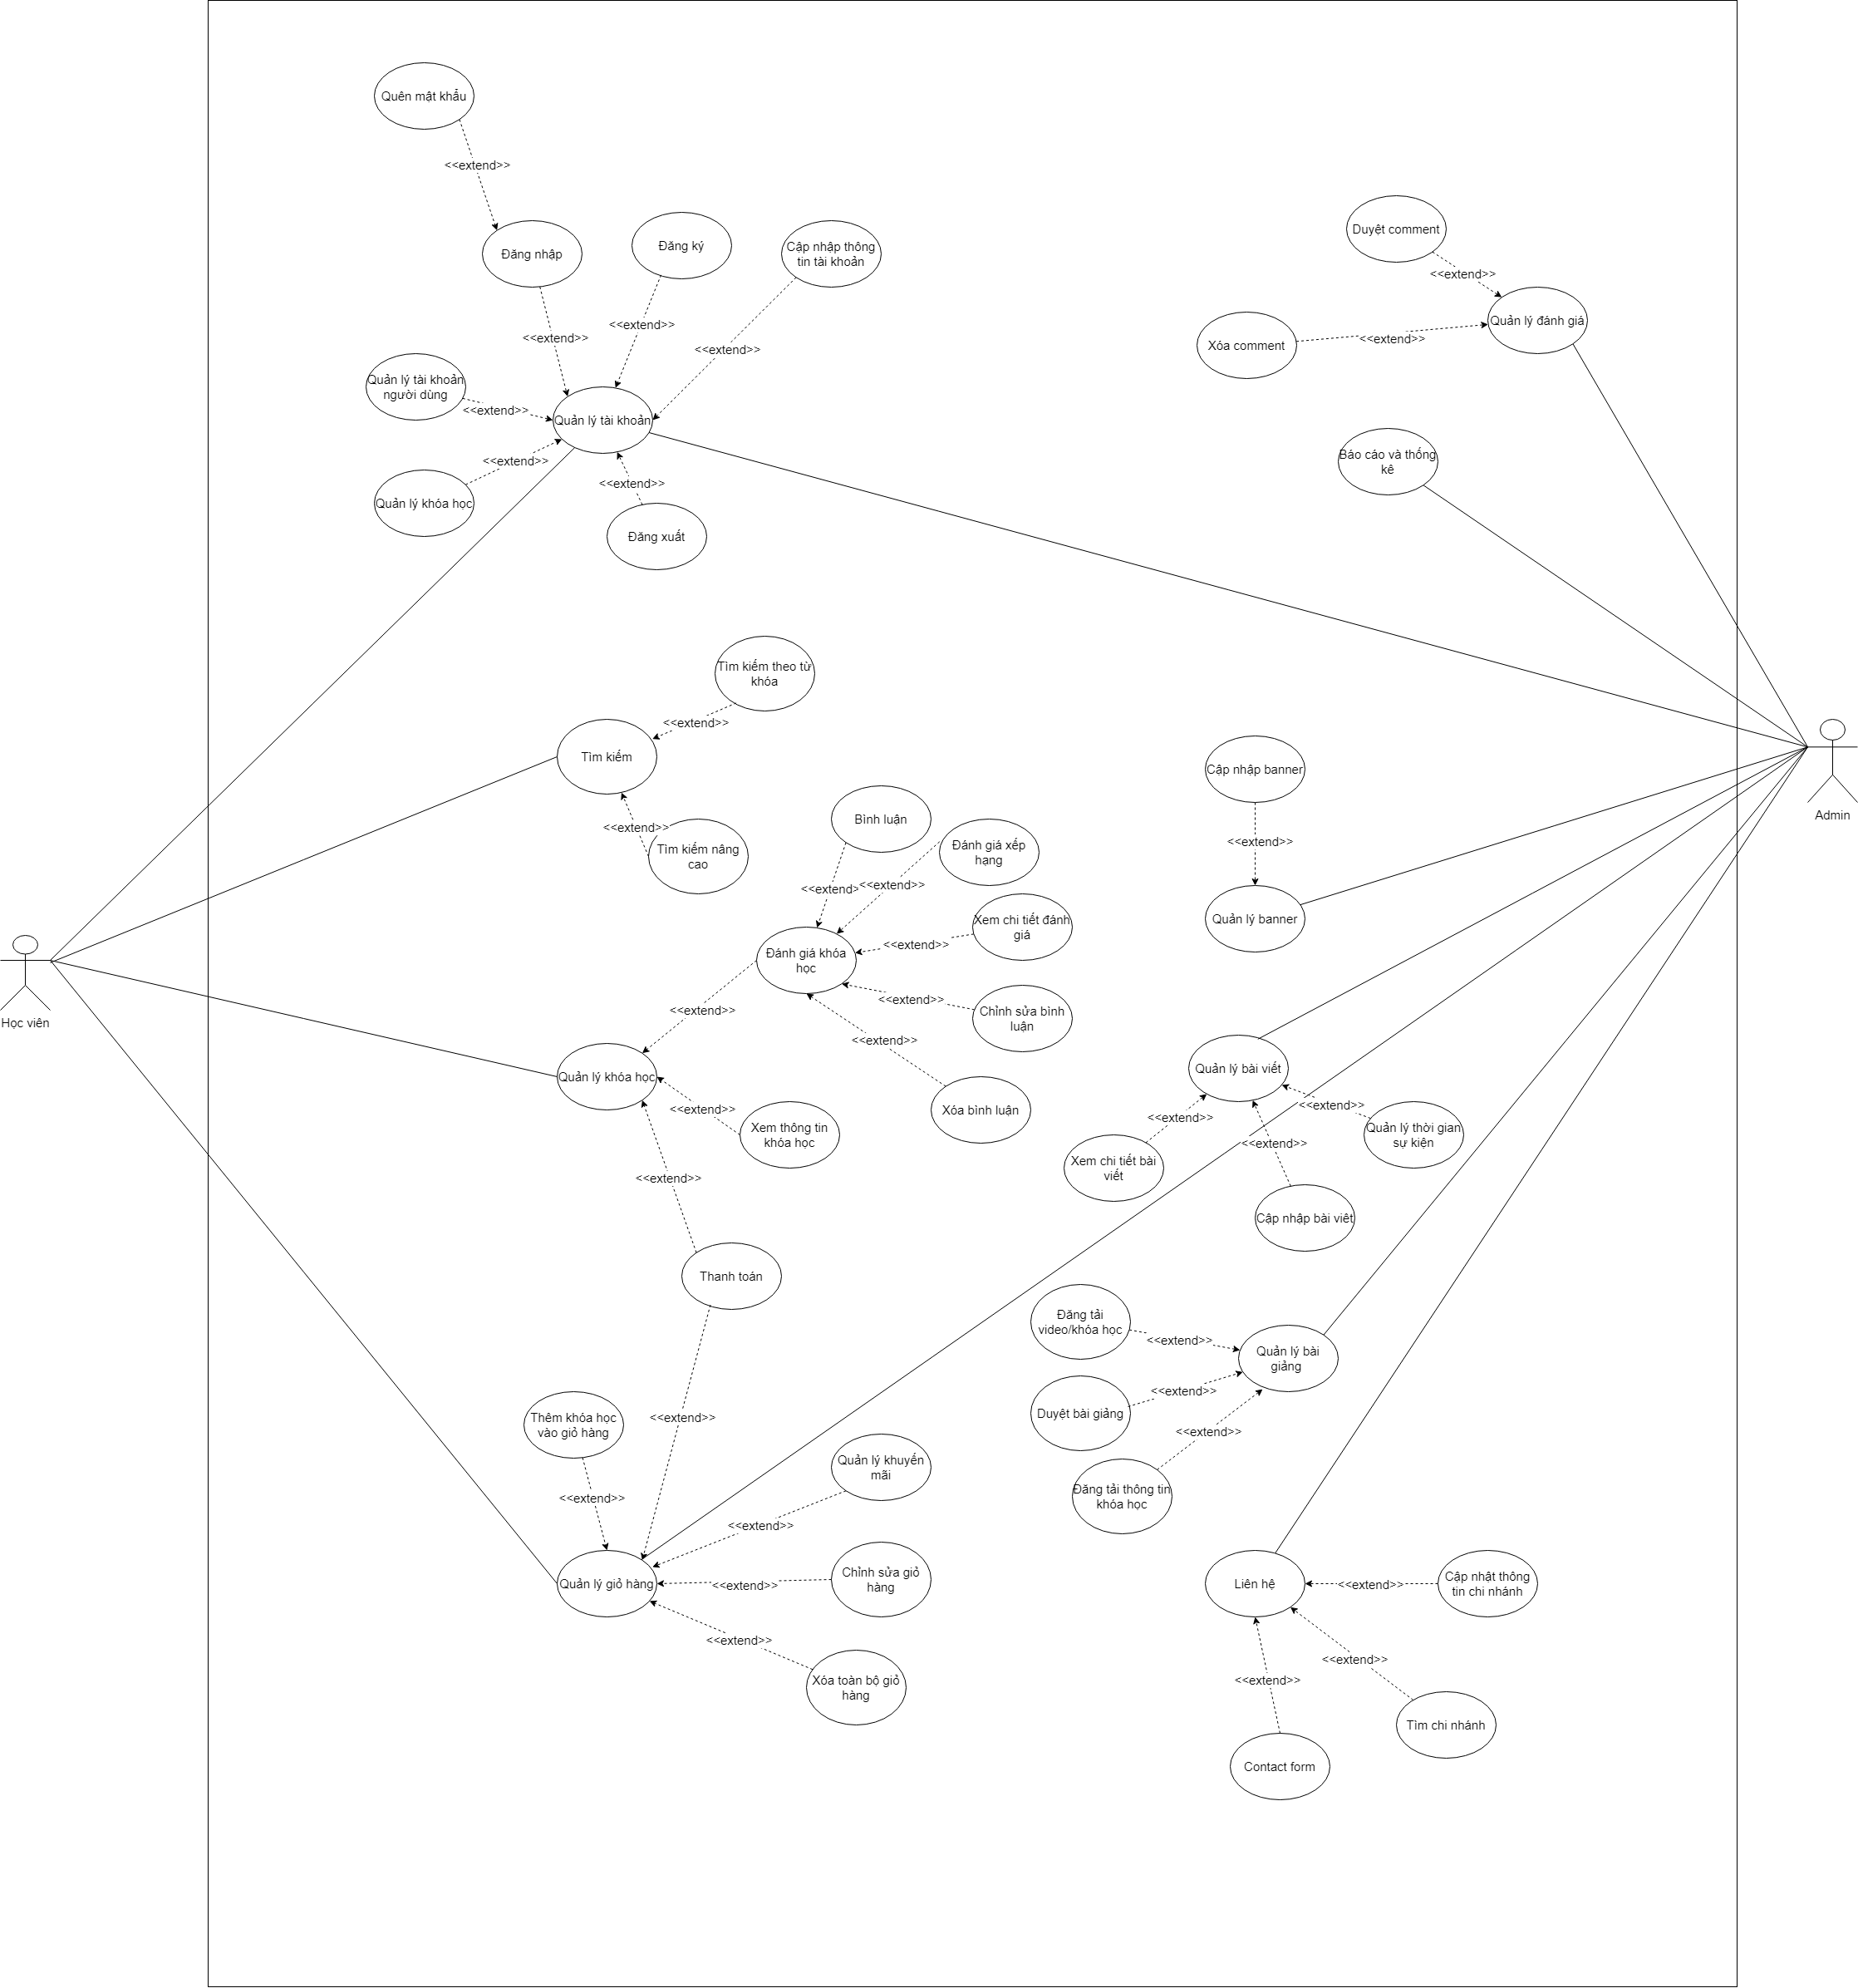 Quên mật khẩu
<<extend>>
Đăng nhập
Đăng ký
Cập nhập thông
tin tài khoản
<<extend>>
<<extend>>
<<extend>>
Quản lý tài khoản
người dùng
<<extend>>
Quản lý tài khoản
<<extend>>
Quản lý khóa học
<<extend>>
Đăng xuất
Duyệt comment
<<extend>>
Quản lý đánh giá
Xóa comment
<<extend>>
Báo cáo và thống
kê
Tìm kiếm theo từ
khóa
<<extend>>
Tìm kiếm
<<extend>>
Tìm kiếm nâng
cao
Cập nhập banner
<<extend>>
Quản lý banner
Admin
Bình luận
Đánh giá xếp
hạng
<<extend>>
<<extend>>
Xem chi tiết đánh
giá
<<extend>>
Đánh giá khóa
học
<<extend>>
Chỉnh sửa bình
luận
<<extend>>
<<extend>>
Học viên
Quản lý khóa học
Xóa bình luận
<<extend>>
Xem thông tin
khóa học
<<extend>>
Quản lý bài viết
<<extend>>
<<extend>>
Quản lý thời gian
sự kiện
<<extend>>
Xem chi tiết bài
viết
Cập nhập bài viêt
Thanh toán
Đăng tải
video/khóa học
<<extend>>
Quản lý bài
giảng
<<extend>>
Duyệt bài giảng
<<extend>>
Đăng tải thông tin
khóa học
Thêm khóa học
vào giỏ hàng
<<extend>>
<<extend>>
Quản lý khuyến
mãi
<<extend>>
Quản lý giỏ hàng
<<extend>>
Chỉnh sửa giỏ
hàng
<<extend>>
Xóa toàn bộ giỏ
hàng
Liên hệ
<<extend>>
Cập nhật thông
tin chi nhánh
<<extend>>
<<extend>>
Tìm chi nhánh
Contact form